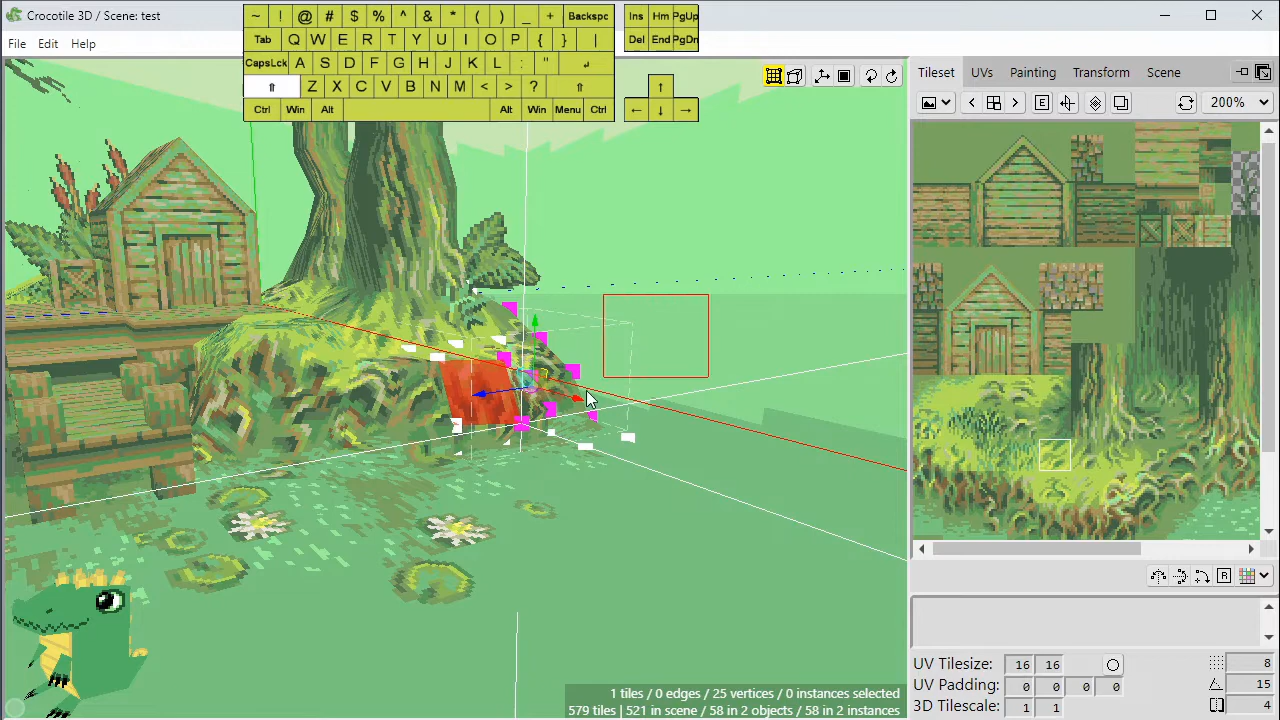 Crocotile 3D / Scene: test
File Edit Help
~ ! @ # $ % ^ & * ( ) _ + Backspc
Tab Q W E R T Y U I O P { } |
CapsLck A S D F G H J K L : " ↵
⇧ Z X C V B N M < > ? ⇧
Ctrl Win Alt Alt Win Menu Ctrl
Ins Hm PgUp
Del End PgDn
↑
← ↓ →
Tileset UVs Painting Transform Scene
E 200%
R
UV Tilesize: 16 16 8
UV Padding: 0 0 0 0 15
3D Tilescale: 1 1 4
1 tiles / 0 edges / 25 vertices / 0 instances selected
579 tiles | 521 in scene / 58 in 2 objects / 58 in 2 instances